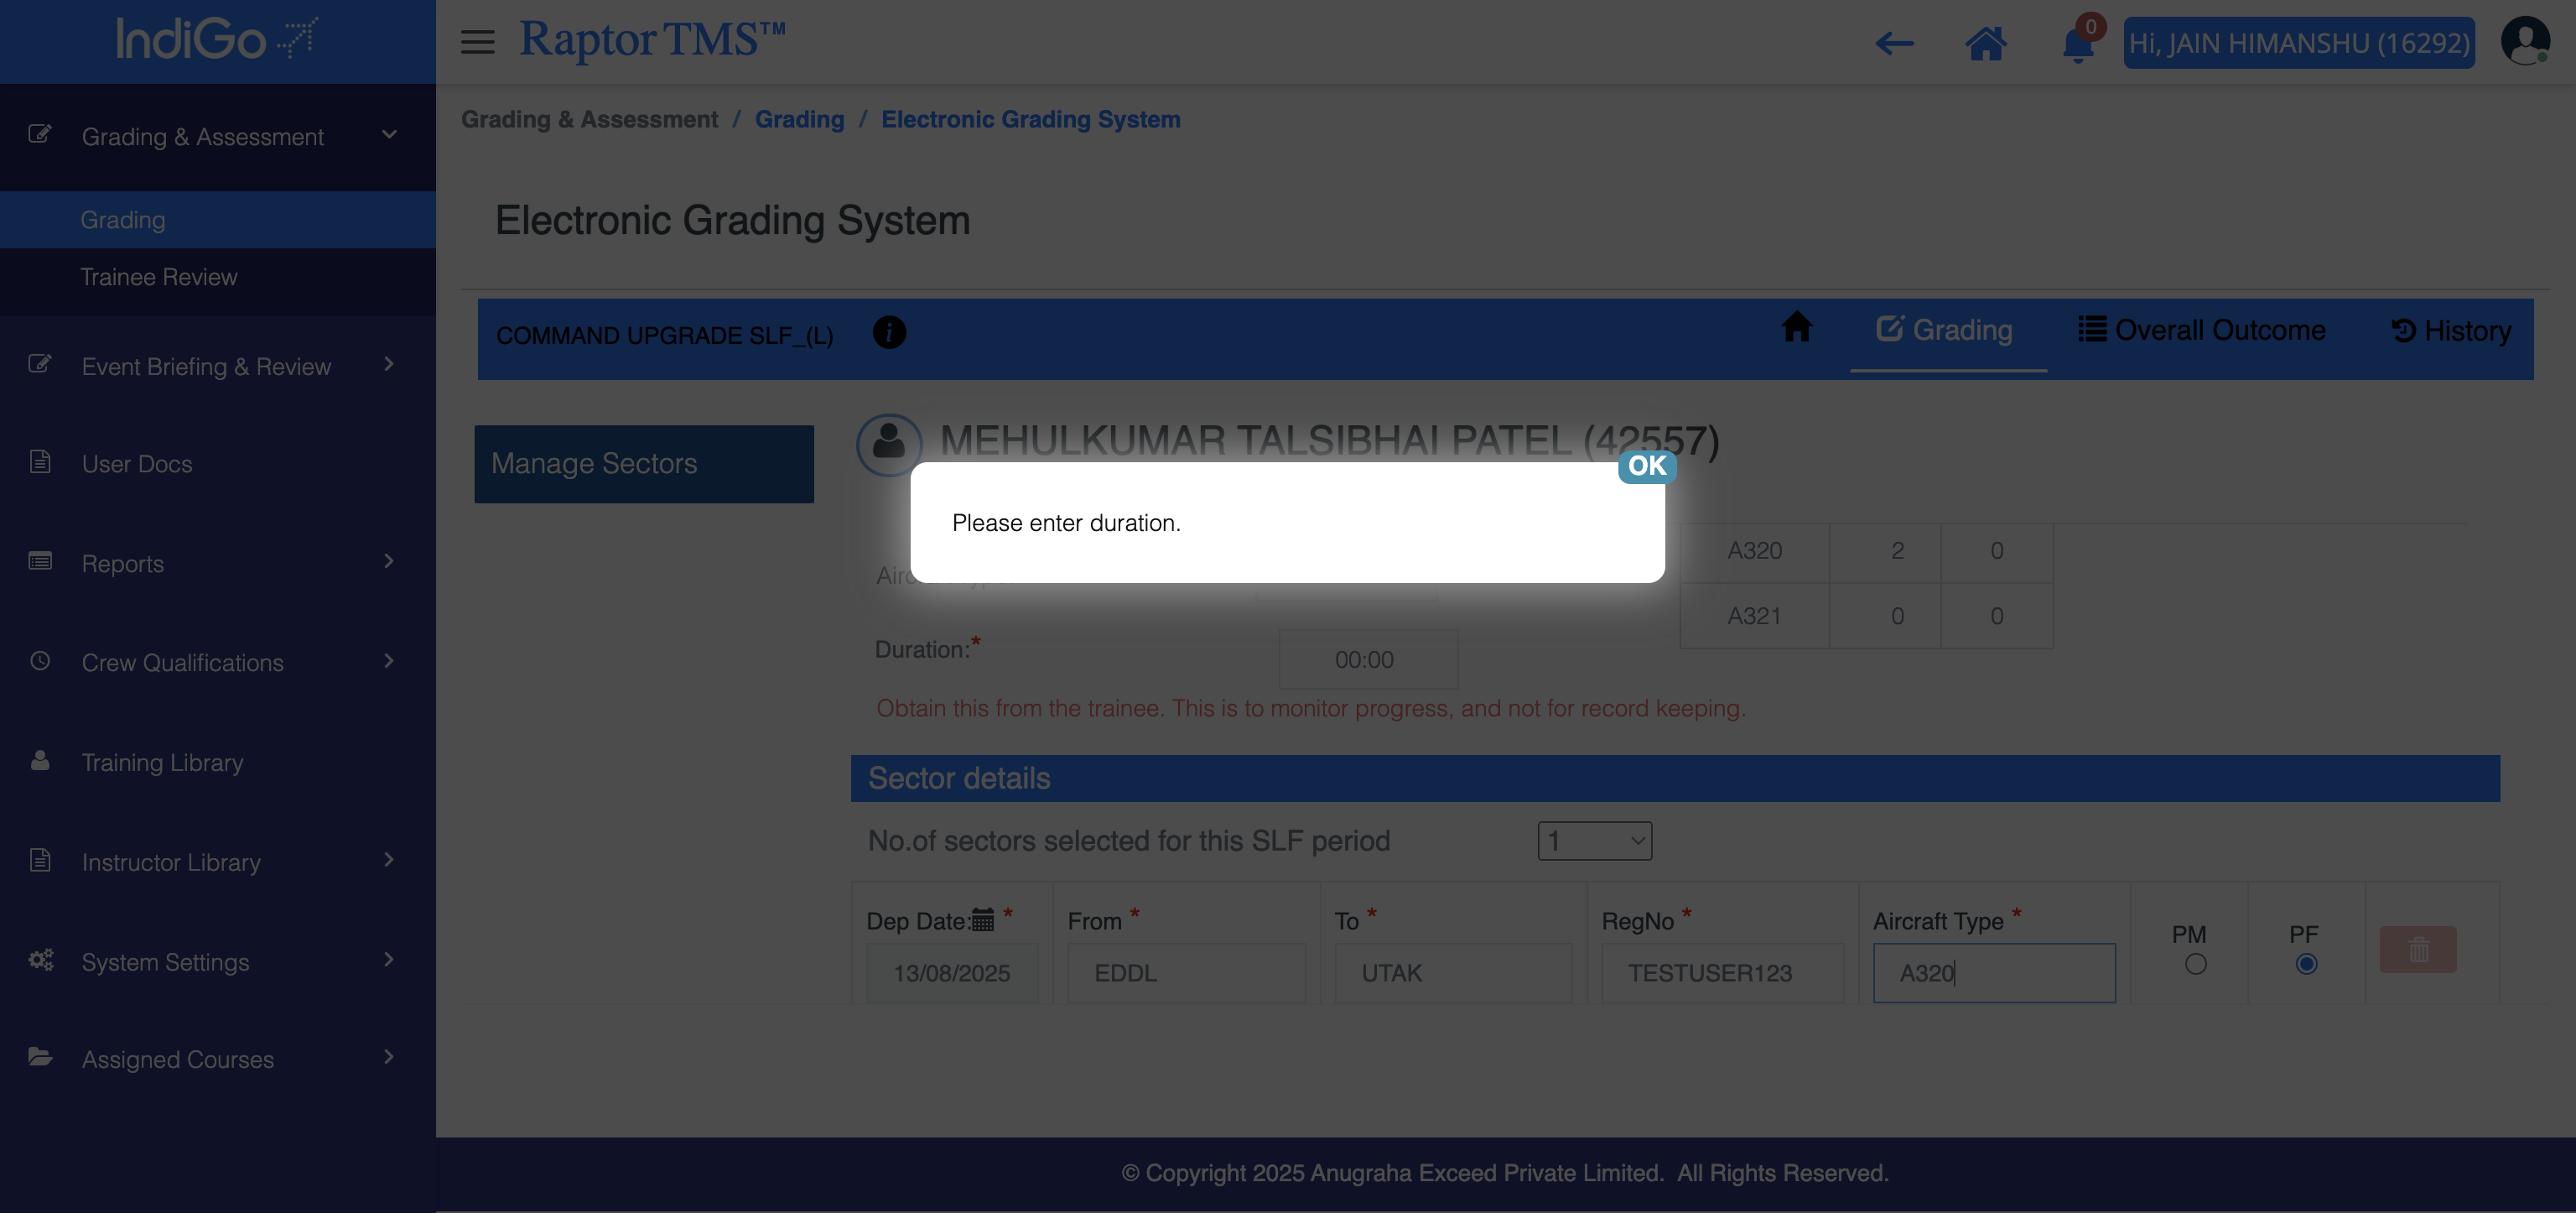 IndiGo
Raptor TMS™
0
Hi, JAIN HIMANSHU (16292)
Grading & Assessment
Grading
Trainee Review
Event Briefing & Review
User Docs
Reports
Crew Qualifications
Training Library
Instructor Library
System Settings
Assigned Courses
Grading & Assessment / Grading / Electronic Grading System
Electronic Grading System
COMMAND UPGRADE SLF_(L)
Grading
Overall Outcome
History
Manage Sectors
MEHULKUMAR TALSIBHAI PATEL (42557)
OK
Please enter duration.
A320 2 0
A321 0 0
Duration:*
00:00
Obtain this from the trainee. This is to monitor progress, and not for record keeping.
Sector details
No.of sectors selected for this SLF period 1
Dep Date: * From * To * RegNo * Aircraft Type * PM PF
13/08/2025 EDDL UTAK TESTUSER123 A320
© Copyright 2025 Anugraha Exceed Private Limited. All Rights Reserved.